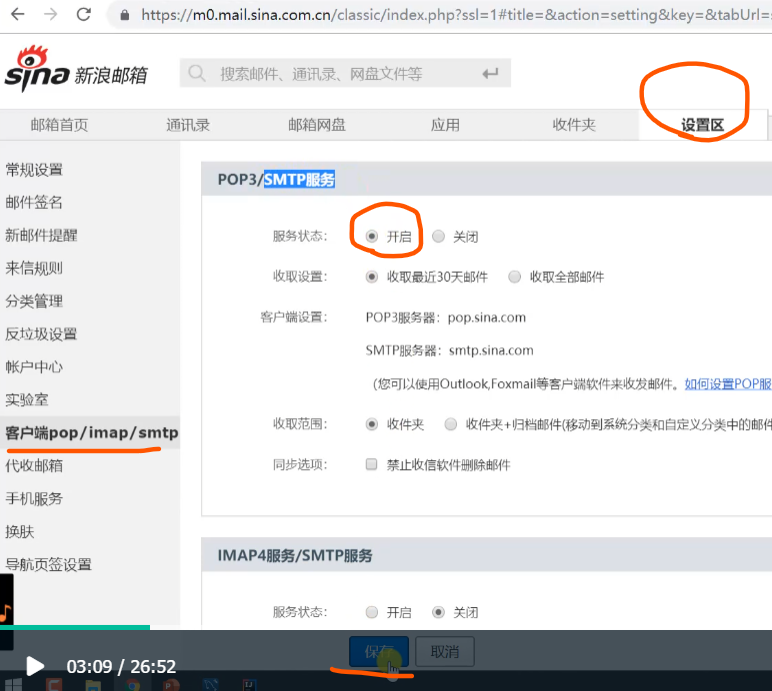 https://m0.mail.sina.com.cn/classic/index.php?ssl=1#title=&action=setting&key=&tabUrl=s
sina 新浪邮箱
搜索邮件、通讯录、网盘文件等
邮箱首页 通讯录 邮箱网盘 应用 收件夹 设置区
常规设置
邮件签名
新邮件提醒
来信规则
分类管理
反垃圾设置
帐户中心
实验室
客户端pop/imap/smtp
代收邮箱
手机服务
换肤
导航页签设置
POP3/SMTP服务
服务状态： 开启 关闭
收取设置： 收取最近30天邮件 收取全部邮件
客户端设置： POP3服务器：pop.sina.com
SMTP服务器：smtp.sina.com
（您可以使用Outlook,Foxmail等客户端软件来收发邮件。如何设置POP服
收取范围： 收件夹 收件夹+归档邮件(移动到系统分类和自定义分类中的邮件
同步选项： 禁止收信软件删除邮件
IMAP4服务/SMTP服务
服务状态： 开启 关闭
保存 取消
03:09 / 26:52